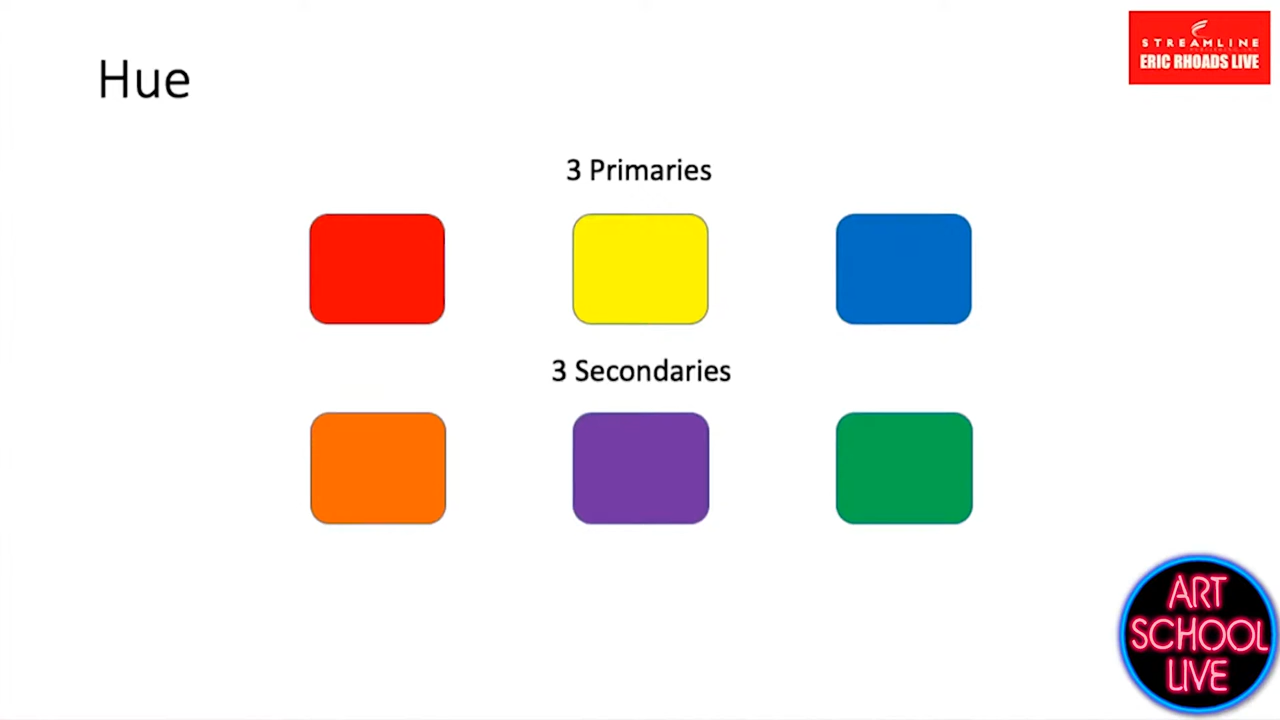 Hue
STREAMLINE
ERIC RHOADS LIVE
3 Primaries
3 Secondaries
ART
SCHOOL
LIVE